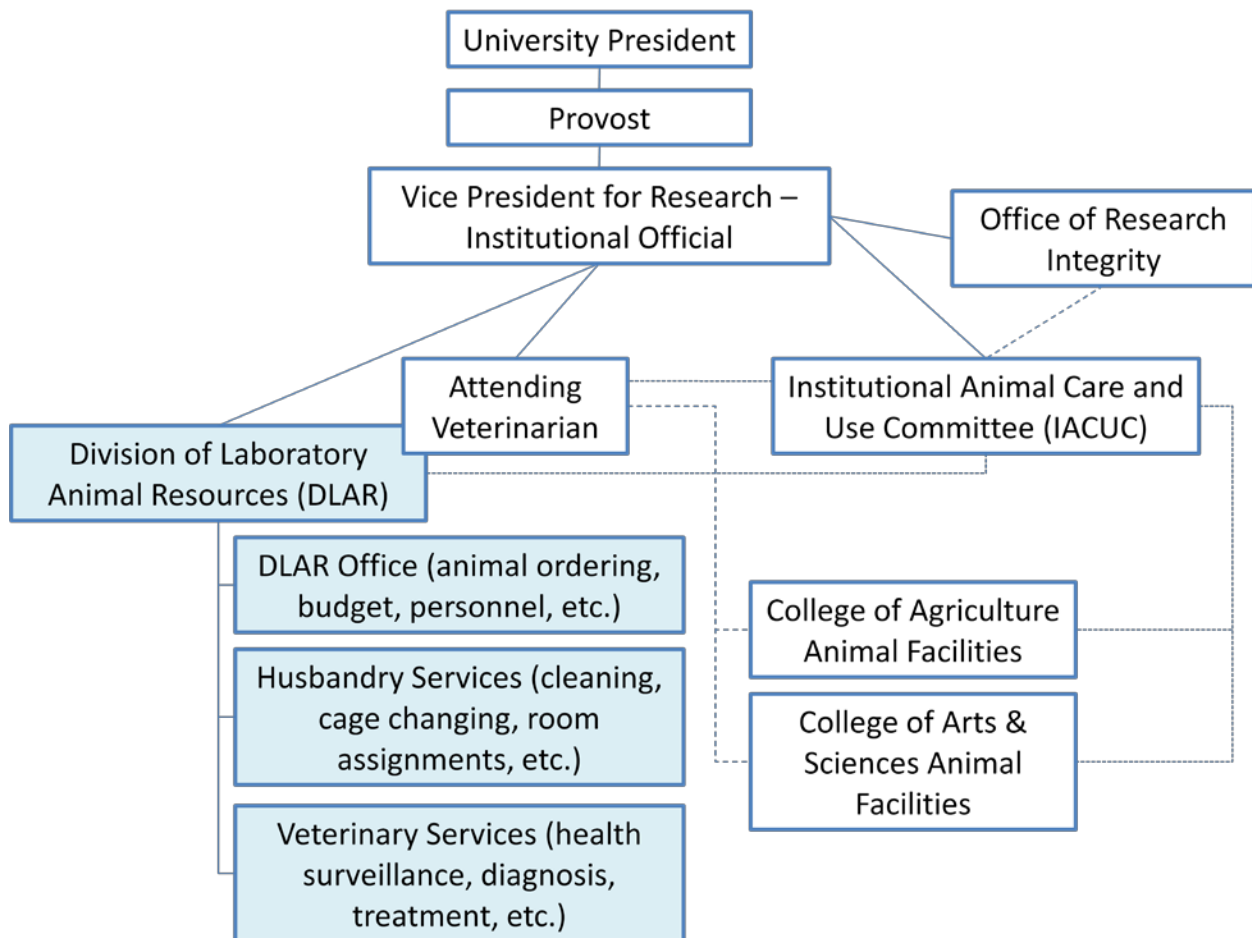 University President
Provost
Vice President for Research –
Institutional Official
Office of Research
Integrity
Attending
Veterinarian
Institutional Animal Care and
Use Committee (IACUC)
Division of Laboratory
Animal Resources (DLAR)
DLAR Office (animal ordering,
budget, personnel, etc.)
College of Agriculture
Animal Facilities
Husbandry Services (cleaning,
cage changing, room
assignments, etc.)
College of Arts &
Sciences Animal
Facilities
Veterinary Services (health
surveillance, diagnosis,
treatment, etc.)